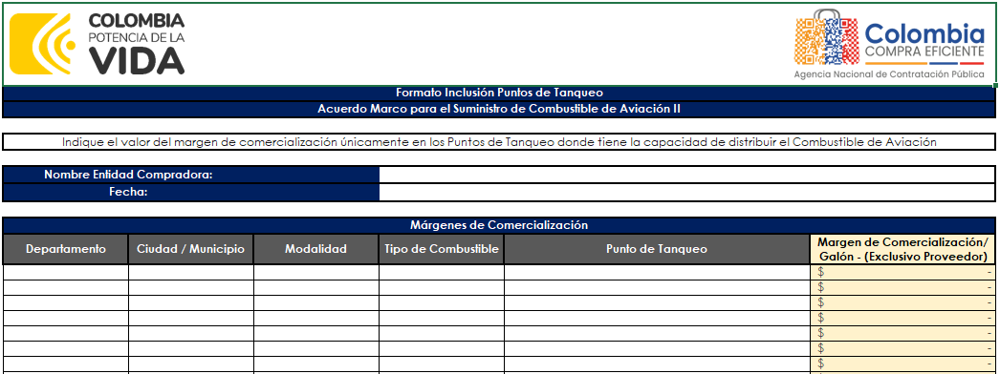 COLOMBIA
POTENCIA DE LA
VIDA
Colombia
COMPRA EFICIENTE
Agencia Nacional de Contratación Pública
Formato Inclusión Puntos de Tanqueo
Acuerdo Marco para el Suministro de Combustible de Aviación II
Indique el valor del margen de comercialización únicamente en los Puntos de Tanqueo donde tiene la capacidad de distribuir el Combustible de Aviación
Nombre Entidad Compradora:
Fecha:
Márgenes de Comercialización
Departamento Ciudad / Municipio Modalidad Tipo de Combustible Punto de Tanqueo Margen de Comercialización/
Galón - (Exclusivo Proveedor)
$ -
$ -
$ -
$ -
$ -
$ -
$ -